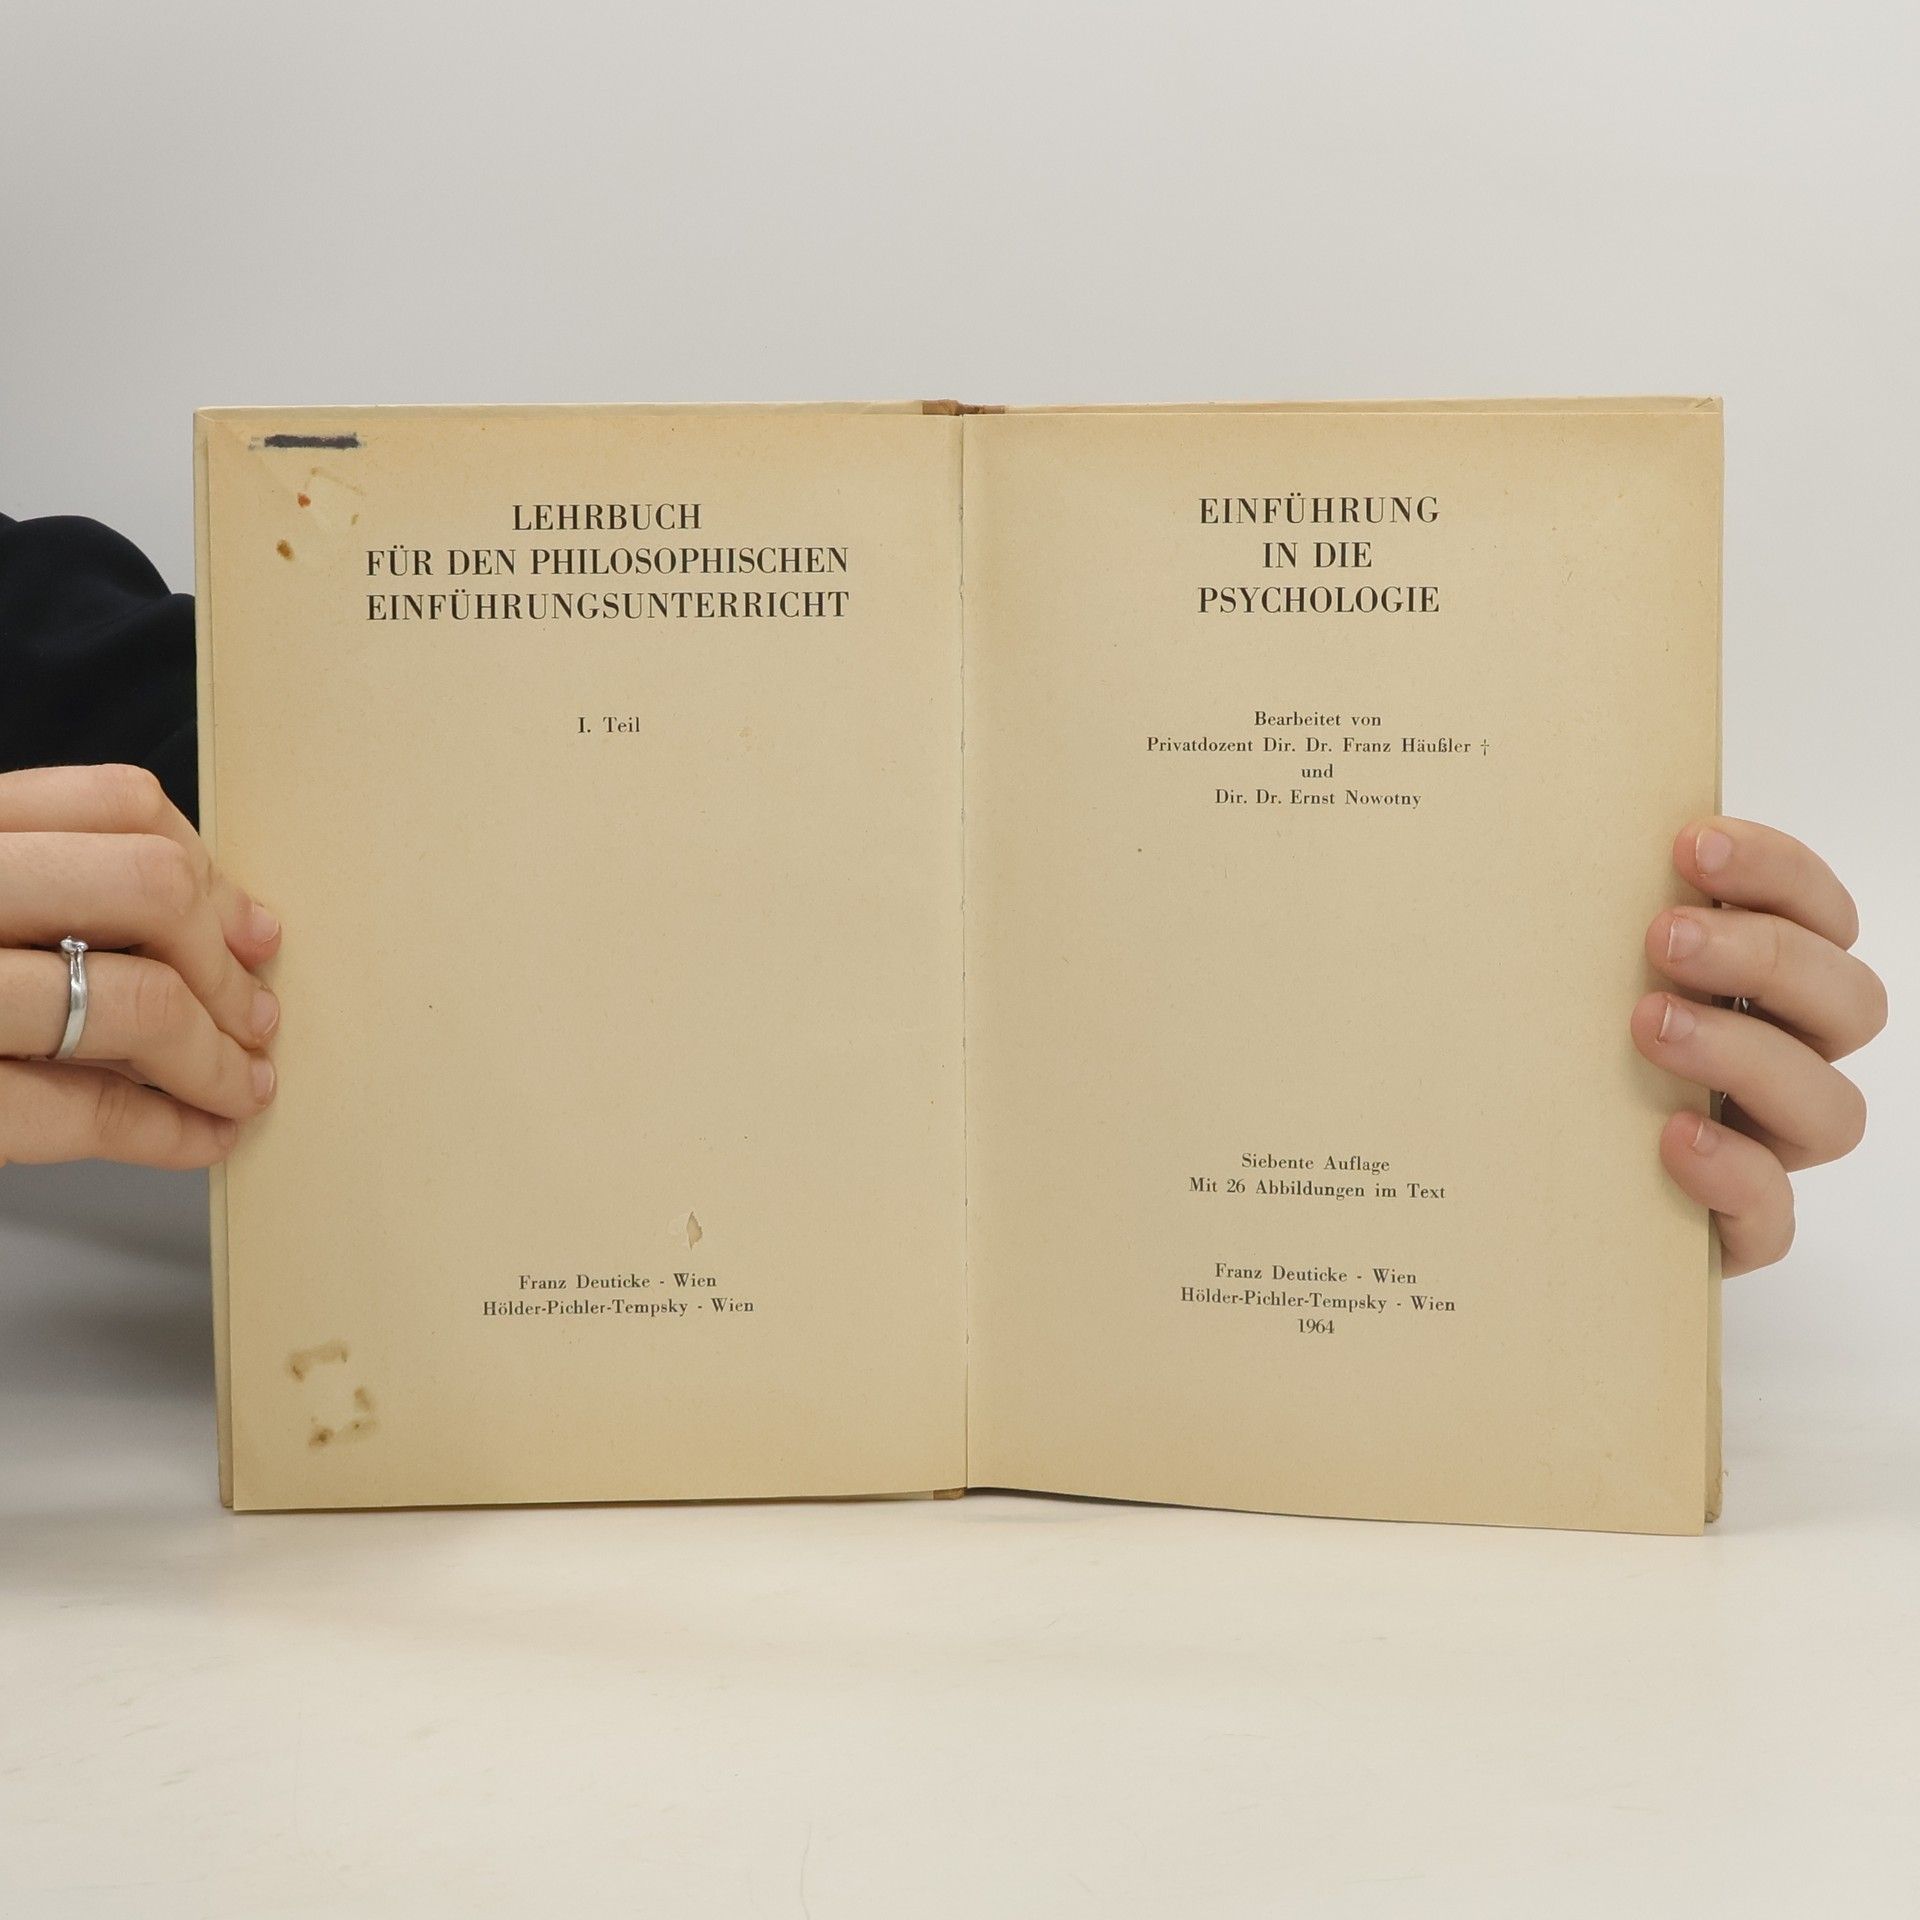 LEHRBUCH
FÜR DEN PHILOSOPHISCHEN
EINFÜHRUNGSUNTERRICHT
I. Teil
Franz Deuticke - Wien
Hölder-Pichler-Tempsky - Wien
EINFÜHRUNG
IN DIE
PSYCHOLOGIE
Bearbeitet von
Privatdozent Dir. Dr. Franz Häußler †
und
Dir. Dr. Ernst Nowotny
Siebente Auflage
Mit 26 Abbildungen im Text
Franz Deuticke - Wien
Hölder-Pichler-Tempsky - Wien
1964